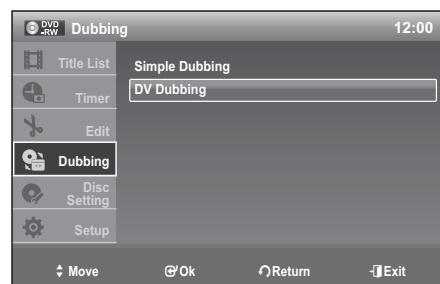 DVD-RW Dubbing 12:00
Title List
Timer
Edit
Dubbing
Disc Setting
Setup
Simple Dubbing
DV Dubbing
Move Ok Return Exit